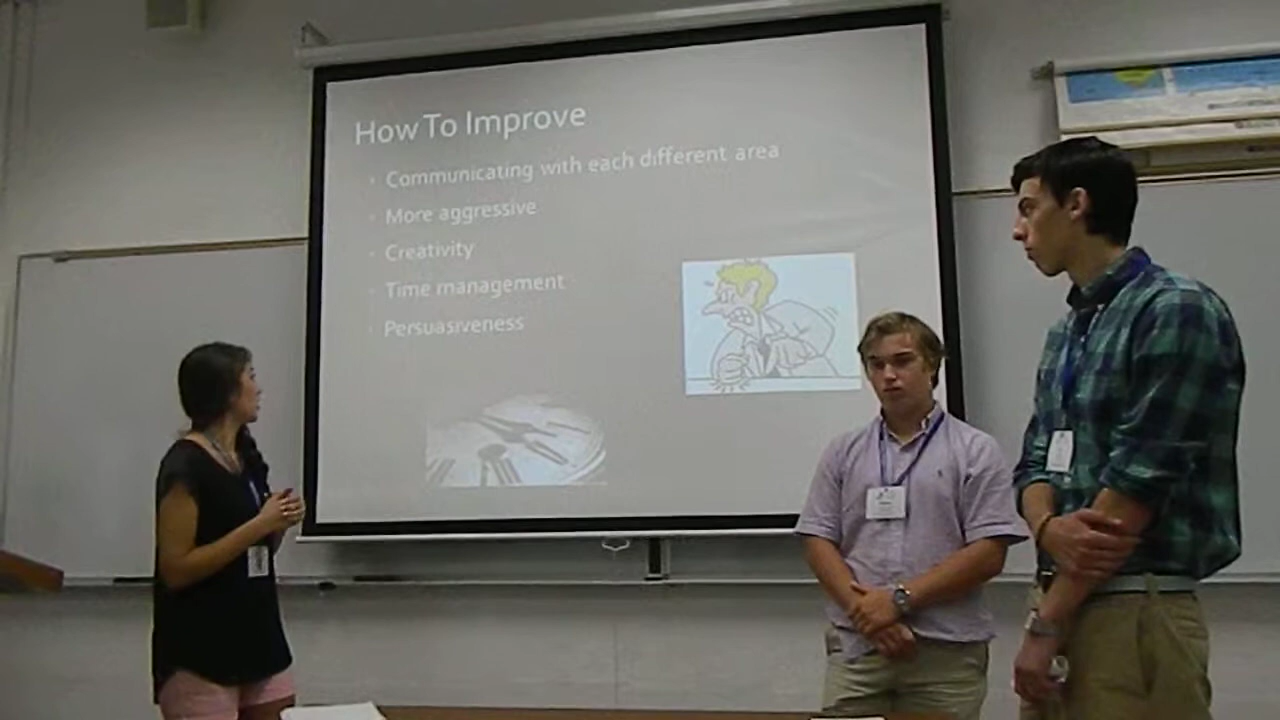 How To Improve
Communicating with each different area
More aggressive
Creativity
Time management
Persuasiveness